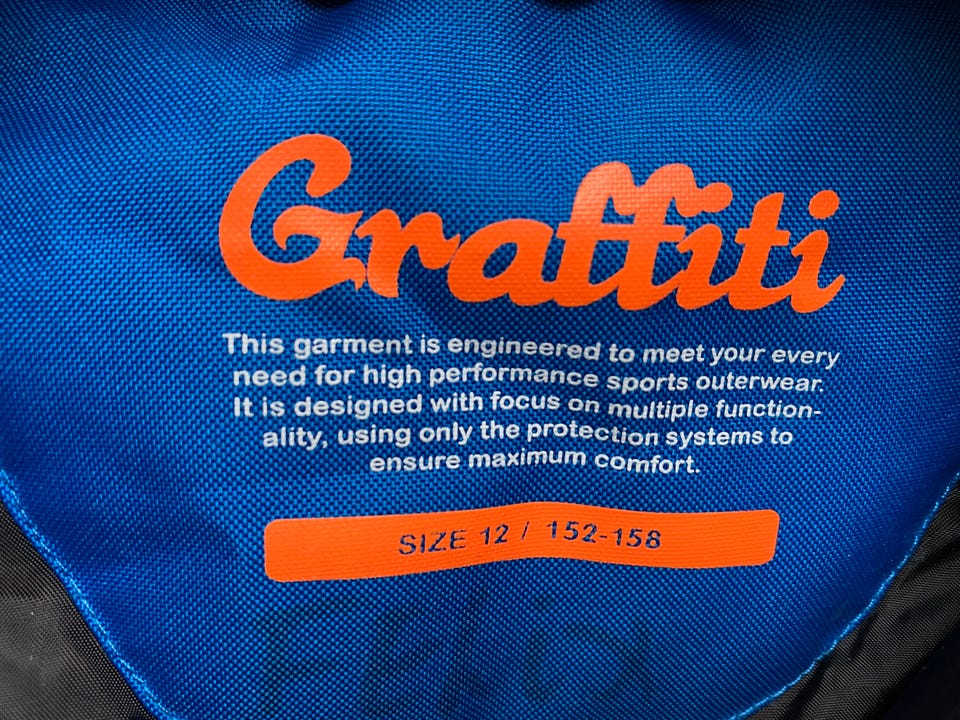 Graffiti
This garment is engineered to meet your every
need for high performance sports outerwear.
It is designed with focus on multiple function-
ality, using only the protection systems to
ensure maximum comfort.
SIZE 12 / 152-158